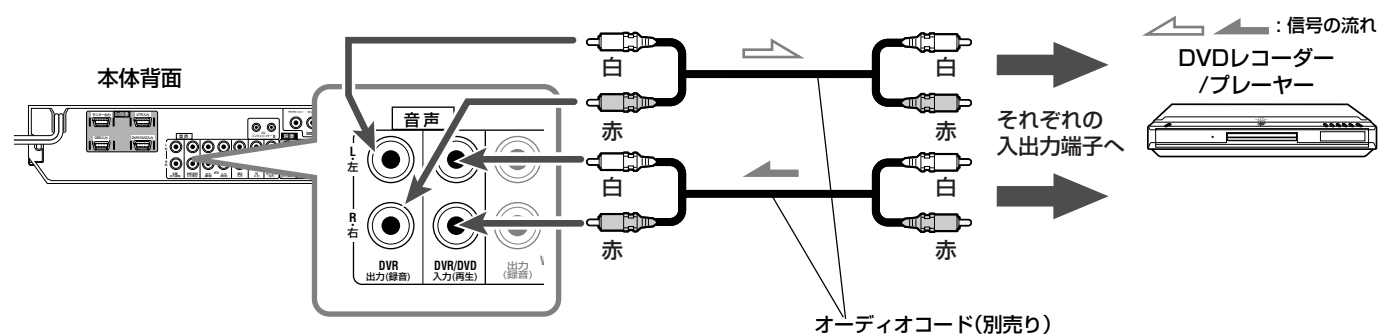 : 信号の流れ
DVDレコーダー
/プレーヤー
本体背面
白
白
音声
赤
赤
それぞれの
入出力端子へ
L
左
白
白
R
右
赤
赤
DVR
出力(録音)
DVR/DVD
入力(再生)
出力
(録音)
オーディオコード(別売り)